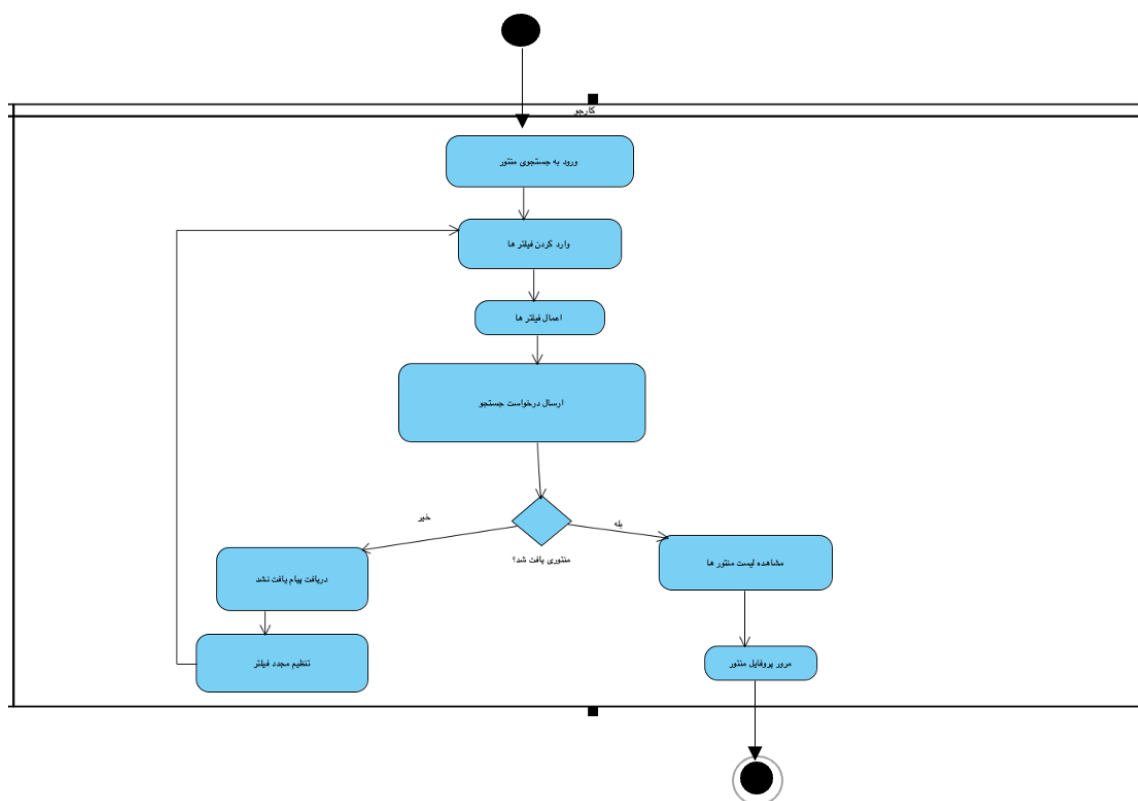 کارجو
ورود به جستجوی منتور
وارد کردن فیلتر ها
اعمال فیلتر ها
ارسال درخواست جستجو
خیر
بله
منتوری یافت شد؟
مشاهده لیست منتور ها
دریافت پیام یافت نشد
تنظیم مجدد فیلتر
مرور پروفایل منتور